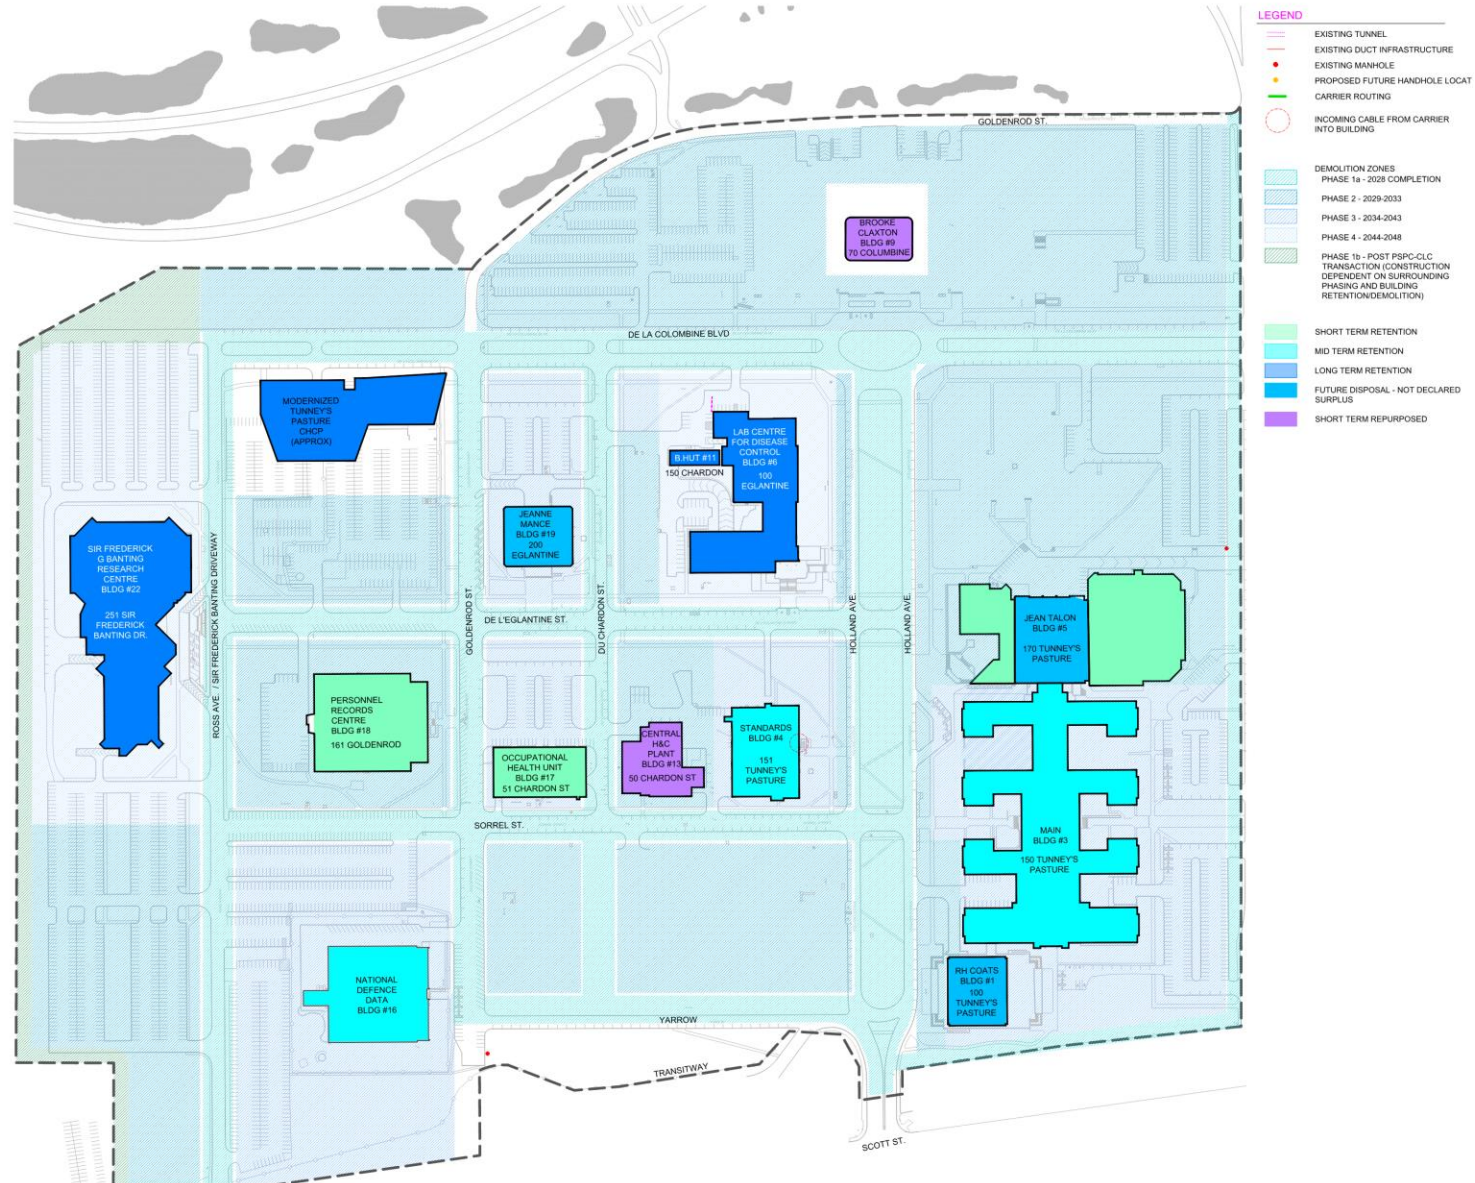 LEGEND
EXISTING TUNNEL
EXISTING DUCT INFRASTRUCTURE
EXISTING MANHOLE
PROPOSED FUTURE HANDHOLE LOCAT
CARRIER ROUTING
INCOMING CABLE FROM CARRIER
INTO BUILDING
DEMOLITION ZONES
PHASE 1a - 2028 COMPLETION
PHASE 2 - 2029-2033
PHASE 3 - 2034-2043
PHASE 4 - 2044-2048
PHASE 1b - POST PSPC-CLC
TRANSACTION (CONSTRUCTION
DEPENDENT ON SURROUNDING
PHASING AND BUILDING
RETENTION/DEMOLITION)
SHORT TERM RETENTION
MID TERM RETENTION
LONG TERM RETENTION
FUTURE DISPOSAL - NOT DECLARED
SURPLUS
SHORT TERM REPURPOSED
GOLDENROD ST.
BROOKE
CLAXTON
BLDG #9
70 COLUMBINE
DE LA COLOMBINE BLVD
MODERNIZED
TUNNEY'S
PASTURE
CHCP
(APPROX)
LAB CENTRE
FOR DISEASE
CONTROL
BLDG #6
100
EGLANTINE
B.HUT #11
150 CHARDON
JEANNE
MANCE
BLDG #19
200
EGLANTINE
SIR FREDERICK
G BANTING
RESEARCH
CENTRE
BLDG #22
251 SIR
FREDERICK
BANTING DR.
ROSS AVE. / SIR FREDERICK BANTING DRIVEWAY
GOLDENROD ST.
DU CHARDON ST.
HOLLAND AVE.
HOLLAND AVE.
DE L'EGLANTINE ST.
JEAN TALON
BLDG #5
170 TUNNEY'S
PASTURE
PERSONNEL
RECORDS
CENTRE
BLDG #18
161 GOLDENROD
OCCUPATIONAL
HEALTH UNIT
BLDG #17
51 CHARDON ST
CENTRAL
H&C
PLANT
BLDG #13
50 CHARDON ST
STANDARDS
BLDG #4
151
TUNNEY'S
PASTURE
SORREL ST.
MAIN
BLDG #3
150 TUNNEY'S
PASTURE
NATIONAL
DEFENCE
DATA
BLDG #16
RH COATS
BLDG #1
100
TUNNEY'S
PASTURE
YARROW
TRANSITWAY
SCOTT ST.